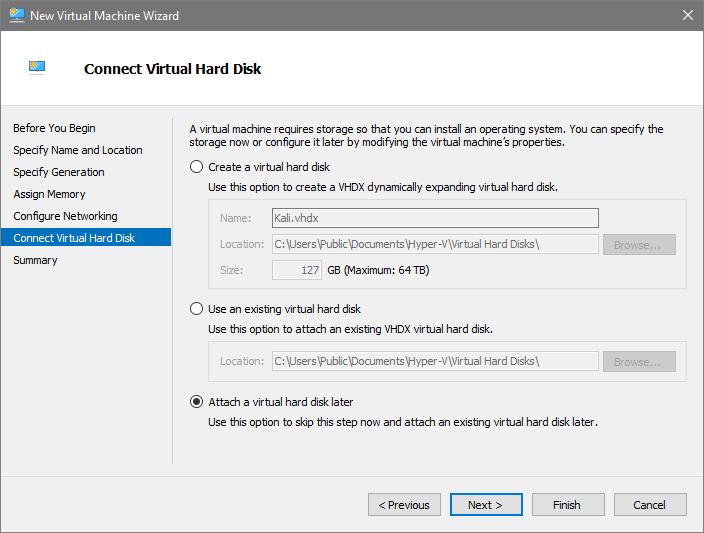 New Virtual Machine Wizard
Connect Virtual Hard Disk
Before You Begin
Specify Name and Location
Specify Generation
Assign Memory
Configure Networking
Connect Virtual Hard Disk
Summary
A virtual machine requires storage so that you can install an operating system. You can specify the
storage now or configure it later by modifying the virtual machine's properties.
Create a virtual hard disk
Use this option to create a VHDX dynamically expanding virtual hard disk.
Name: Kali.vhdx
Location: C:\Users\Public\Documents\Hyper-V\Virtual Hard Disks\ Browse...
Size: 127 GB (Maximum: 64 TB)
Use an existing virtual hard disk
Use this option to attach an existing VHDX virtual hard disk.
Location: C:\Users\Public\Documents\Hyper-V\Virtual Hard Disks\ Browse...
Attach a virtual hard disk later
Use this option to skip this step now and attach an existing virtual hard disk later.
< Previous Next > Finish Cancel